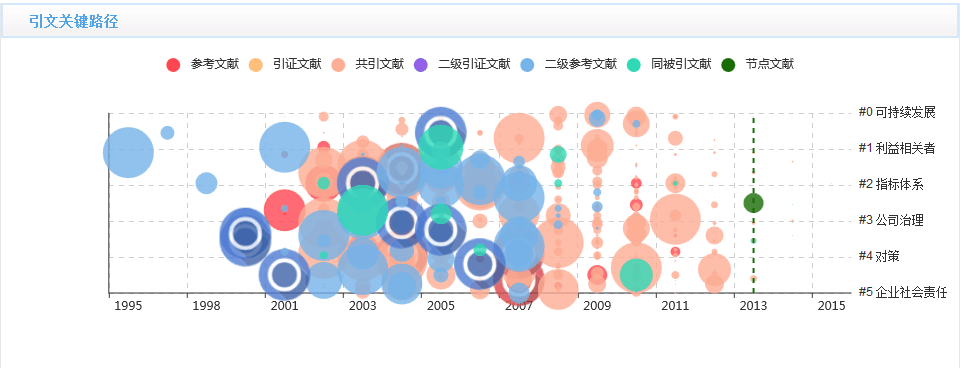 引文关键路径
参考文献 引证文献 共引文献 二级引证文献 二级参考文献 同被引文献 节点文献
#0 可持续发展
#1 利益相关者
#2 指标体系
#3 公司治理
#4 对策
#5 企业社会责任
1995 1998 2001 2003 2005 2007 2009 2011 2013 2015